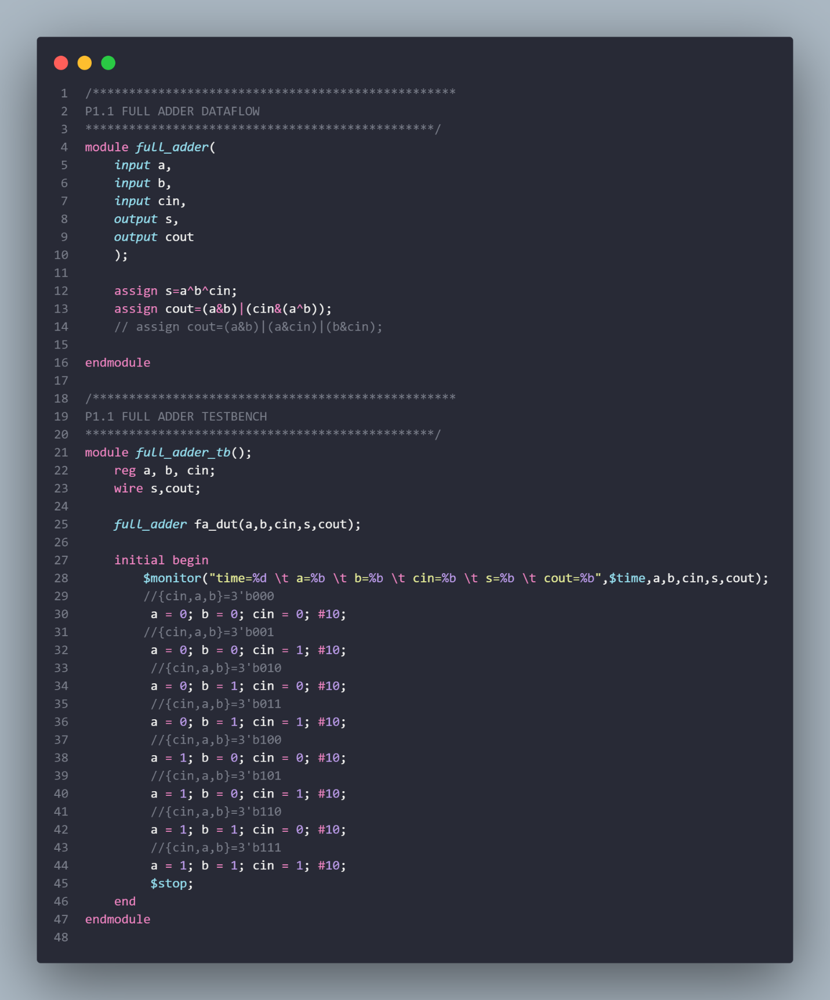 1 /**************************************************
2 P1.1 FULL ADDER DATAFLOW
3 ************************************************/
4 module full_adder(
5     input a,
6     input b,
7     input cin,
8     output s,
9     output cout
10     );
11
12     assign s=a^b^cin;
13     assign cout=(a&b)|(cin&(a^b));
14     // assign cout=(a&b)|(a&cin)|(b&cin);
15
16 endmodule
17
18 /**************************************************
19 P1.1 FULL ADDER TESTBENCH
20 ************************************************/
21 module full_adder_tb();
22     reg a, b, cin;
23     wire s,cout;
24
25     full_adder fa_dut(a,b,cin,s,cout);
26
27     initial begin
28         $monitor("time=%d \t a=%b \t b=%b \t cin=%b \t s=%b \t cout=%b",$time,a,b,cin,s,cout);
29         //{cin,a,b}=3'b000
30          a = 0; b = 0; cin = 0; #10;
31         //{cin,a,b}=3'b001
32          a = 0; b = 0; cin = 1; #10;
33          //{cin,a,b}=3'b010
34          a = 0; b = 1; cin = 0; #10;
35          //{cin,a,b}=3'b011
36          a = 0; b = 1; cin = 1; #10;
37          //{cin,a,b}=3'b100
38          a = 1; b = 0; cin = 0; #10;
39          //{cin,a,b}=3'b101
40          a = 1; b = 0; cin = 1; #10;
41          //{cin,a,b}=3'b110
42          a = 1; b = 1; cin = 0; #10;
43          //{cin,a,b}=3'b111
44          a = 1; b = 1; cin = 1; #10;
45          $stop;
46     end
47 endmodule
48